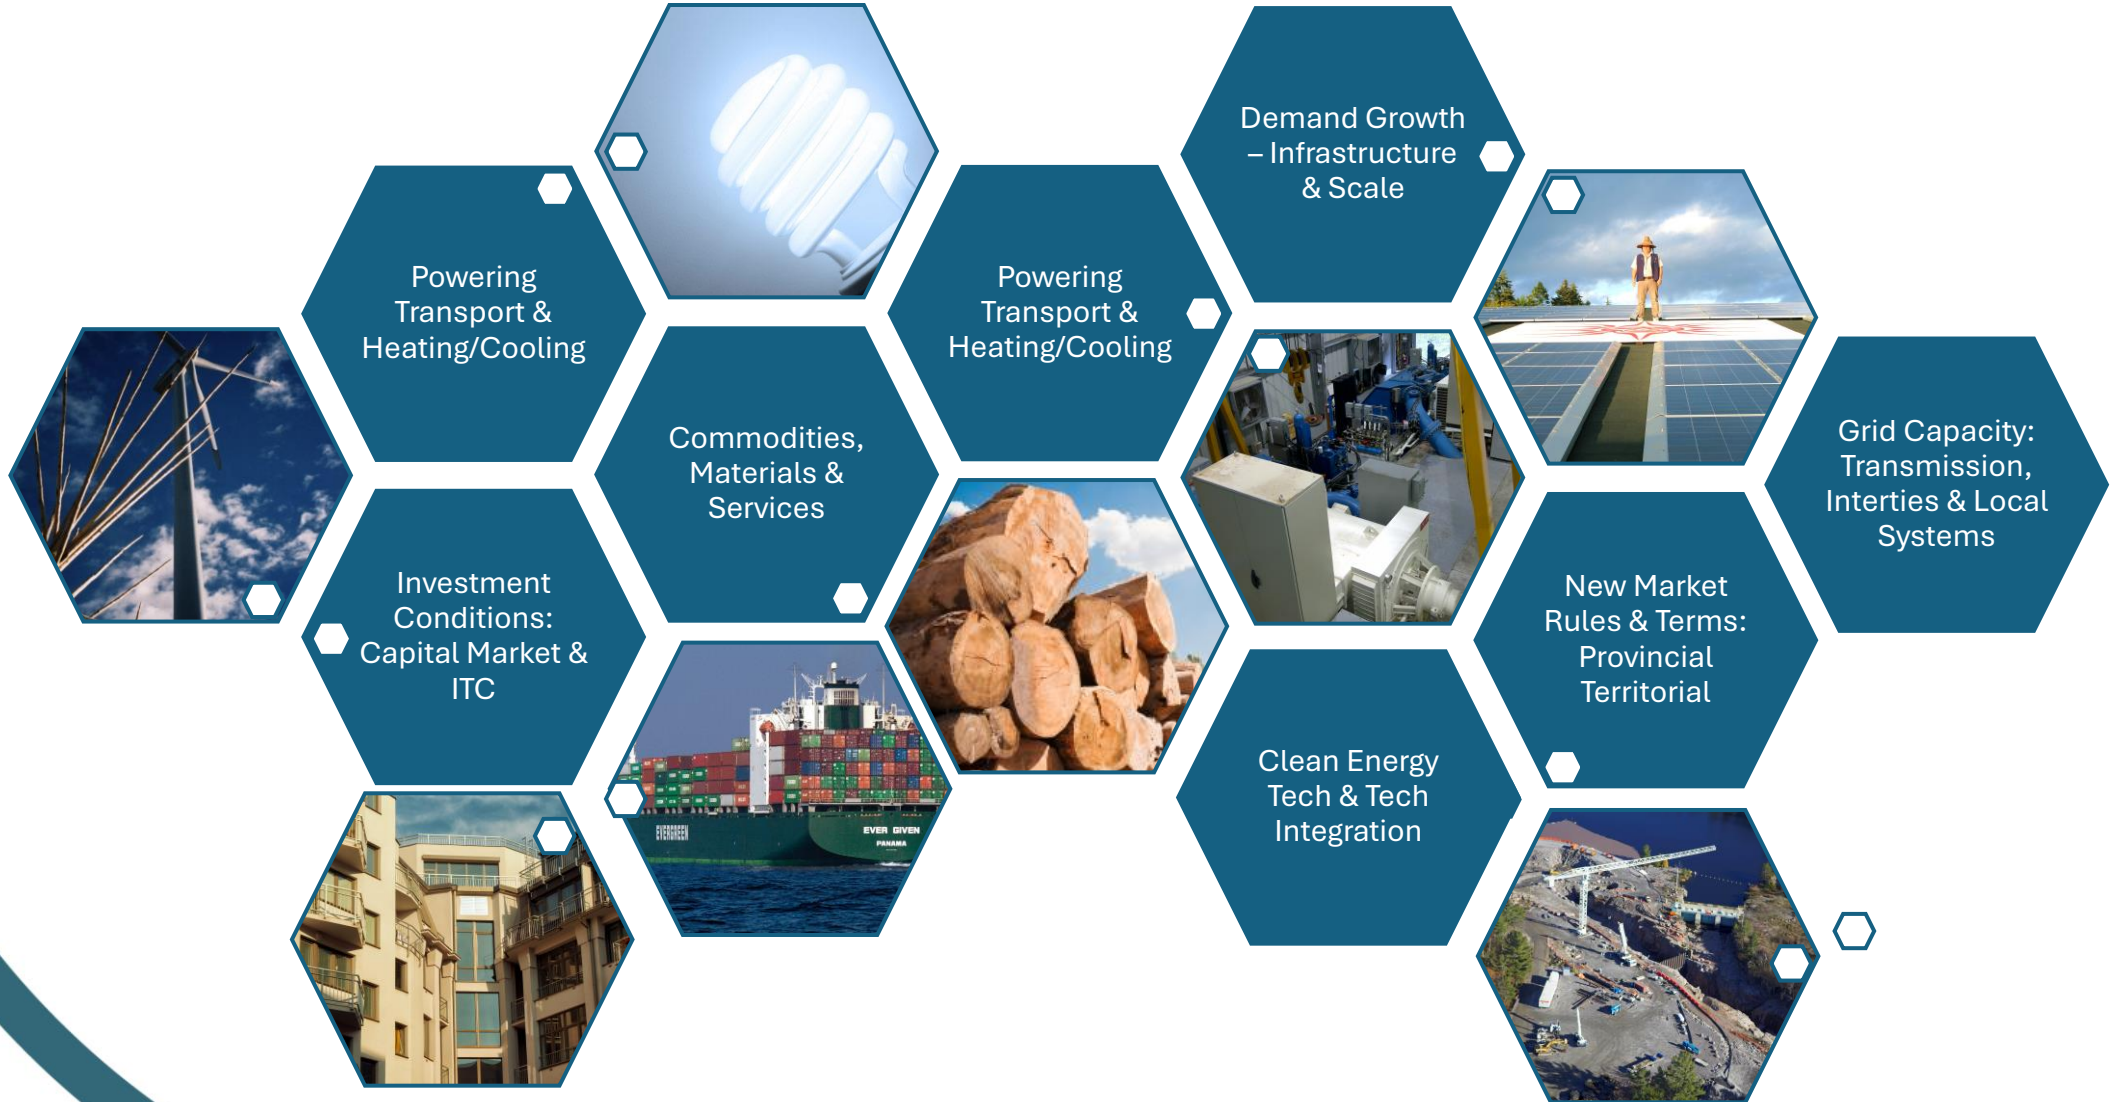 Demand Growth
– Infrastructure
& Scale
Powering
Transport &
Heating/Cooling
Powering
Transport &
Heating/Cooling
Commodities,
Materials &
Services
Grid Capacity:
Transmission,
Interties & Local
Systems
Investment
Conditions:
Capital Market &
ITC
New Market
Rules & Terms:
Provincial
Territorial
Clean Energy
Tech & Tech
Integration
EVERGREEN
EVER GIVEN
PANAMA